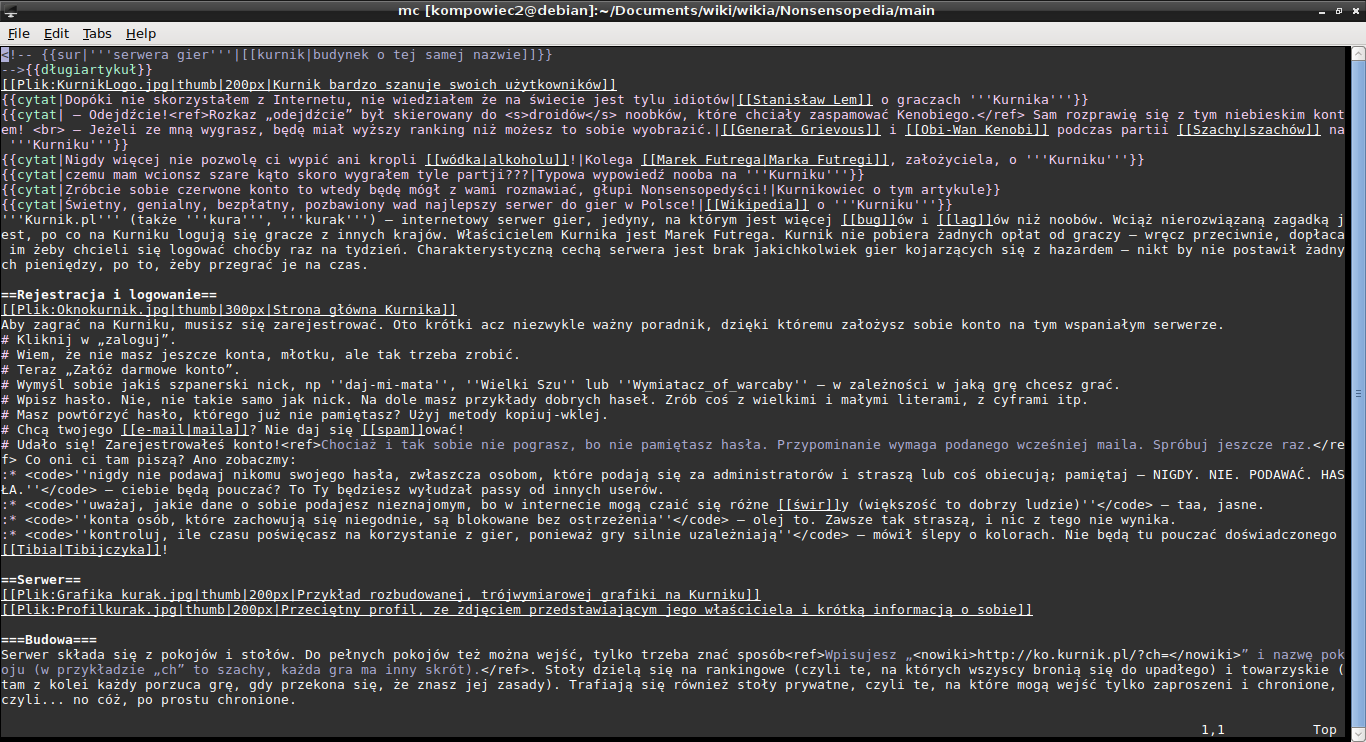 mc [kompowiec2@debian]:~/Documents/wiki/wikia/Nonsensopedia/main
File Edit Tabs Help
<!-- {{sur|'''serwera gier'''|[[kurnik|budynek o tej samej nazwie]]}}
-->{{długiartykuł}}
[[Plik:KurnikLogo.jpg|thumb|200px|Kurnik bardzo szanuje swoich użytkowników]]
{{cytat|Dopóki nie skorzystałem z Internetu, nie wiedziałem że na świecie jest tylu idiotów|[[Stanisław Lem]] o graczach '''Kurnika'''}}
{{cytat| – Odejdźcie!<ref>Rozkaz „odejdźcie” był skierowany do <s>droidów</s> noobków, które chciały zaspamować Kenobiego.</ref> Sam rozprawię się z tym niebieskim kont
em! <br> – Jeżeli ze mną wygrasz, będę miał wyższy ranking niż możesz to sobie wyobrazić.|[[Generał Grievous]] i [[Obi-Wan Kenobi]] podczas partii [[Szachy|szachów]] na
 '''Kurniku'''}}
{{cytat|Nigdy więcej nie pozwolę ci wypić ani kropli [[wódka|alkoholu]]!|Kolega [[Marek Futrega|Marka Futregi]], założyciela, o '''Kurniku'''}}
{{cytat|czemu mam wcionsz szare kąto skoro wygrałem tyle partji???|Typowa wypowiedź nooba na '''Kurniku'''}}
{{cytat|Zróbcie sobie czerwone konto to wtedy będę mógł z wami rozmawiać, głupi Nonsensopedyści!|Kurnikowiec o tym artykule}}
{{cytat|Świetny, genialny, bezpłatny, pozbawiony wad najlepszy serwer do gier w Polsce!|[[Wikipedia]] o '''Kurniku'''}}
'''Kurnik.pl''' (także '''kura''', '''kurak''') – internetowy serwer gier, jedyny, na którym jest więcej [[bug]]ów i [[lag]]ów niż noobów. Wciąż nierozwiązaną zagadką j
est, po co na Kurniku logują się gracze z innych krajów. Właścicielem Kurnika jest Marek Futrega. Kurnik nie pobiera żadnych opłat od graczy – wręcz przeciwnie, dopłaca
 im żeby chcieli się logować choćby raz na tydzień. Charakterystyczną cechą serwera jest brak jakichkolwiek gier kojarzących się z hazardem – nikt by nie postawił żadny
ch pieniędzy, po to, żeby przegrać je na czas.
==Rejestracja i logowanie==
[[Plik:Oknokurnik.jpg|thumb|300px|Strona główna Kurnika]]
Aby zagrać na Kurniku, musisz się zarejestrować. Oto krótki acz niezwykle ważny poradnik, dzięki któremu założysz sobie konto na tym wspaniałym serwerze.
# Kliknij w „zaloguj”.
# Wiem, że nie masz jeszcze konta, młotku, ale tak trzeba zrobić.
# Teraz „Załóż darmowe konto”.
# Wymyśl sobie jakiś szpanerski nick, np ''daj-mi-mata'', ''Wielki Szu'' lub ''Wymiatacz_of_warcaby'' – w zależności w jaką grę chcesz grać.
# Wpisz hasło. Nie, nie takie samo jak nick. Na dole masz przykłady dobrych haseł. Zrób coś z wielkimi i małymi literami, z cyframi itp.
# Masz powtórzyć hasło, którego już nie pamiętasz? Użyj metody kopiuj-wklej.
# Chcą twojego [[e-mail|maila]]? Nie daj się [[spam]]ować!
# Udało się! Zarejestrowałeś konto!<ref>Chociaż i tak sobie nie pograsz, bo nie pamiętasz hasła. Przypominanie wymaga podanego wcześniej maila. Spróbuj jeszcze raz.</re
f> Co oni ci tam piszą? Ano zobaczmy:
:* <code>''nigdy nie podawaj nikomu swojego hasła, zwłaszcza osobom, które podają się za administratorów i straszą lub coś obiecują; pamiętaj – NIGDY. NIE. PODAWAĆ. HAS
ŁA.''</code> – ciebie będą pouczać? To Ty będziesz wyłudzał passy od innych userów.
:* <code>''uważaj, jakie dane o sobie podajesz nieznajomym, bo w internecie mogą czaić się różne [[świr]]y (większość to dobrzy ludzie)''</code> – taa, jasne.
:* <code>''konta osób, które zachowują się niegodnie, są blokowane bez ostrzeżenia''</code> – olej to. Zawsze tak straszą, i nic z tego nie wynika.
:* <code>''kontroluj, ile czasu poświęcasz na korzystanie z gier, ponieważ gry silnie uzależniają''</code> – mówił ślepy o kolorach. Nie będą tu pouczać doświadczonego
[[Tibia|Tibijczyka]]!
==Serwer==
[[Plik:Grafika kurak.jpg|thumb|200px|Przykład rozbudowanej, trójwymiarowej grafiki na Kurniku]]
[[Plik:Profilkurak.jpg|thumb|200px|Przeciętny profil, ze zdjęciem przedstawiającym jego właściciela i krótką informacją o sobie]]
===Budowa===
Serwer składa się z pokojów i stołów. Do pełnych pokojów też można wejść, tylko trzeba znać sposób<ref>Wpisujesz „<nowiki>http://ko.kurnik.pl/?ch=</nowiki>” i nazwę pok
oju (w przykładzie „ch” to szachy, każda gra ma inny skrót).</ref>. Stoły dzielą się na rankingowe (czyli te, na których wszyscy bronią się do upadłego) i towarzyskie (
tam z kolei każdy porzuca grę, gdy przekona się, że znasz jej zasady). Trafiają się również stoły prywatne, czyli te, na które mogą wejść tylko zaproszeni i chronione,
czyli... no cóż, po prostu chronione.
1,1 Top